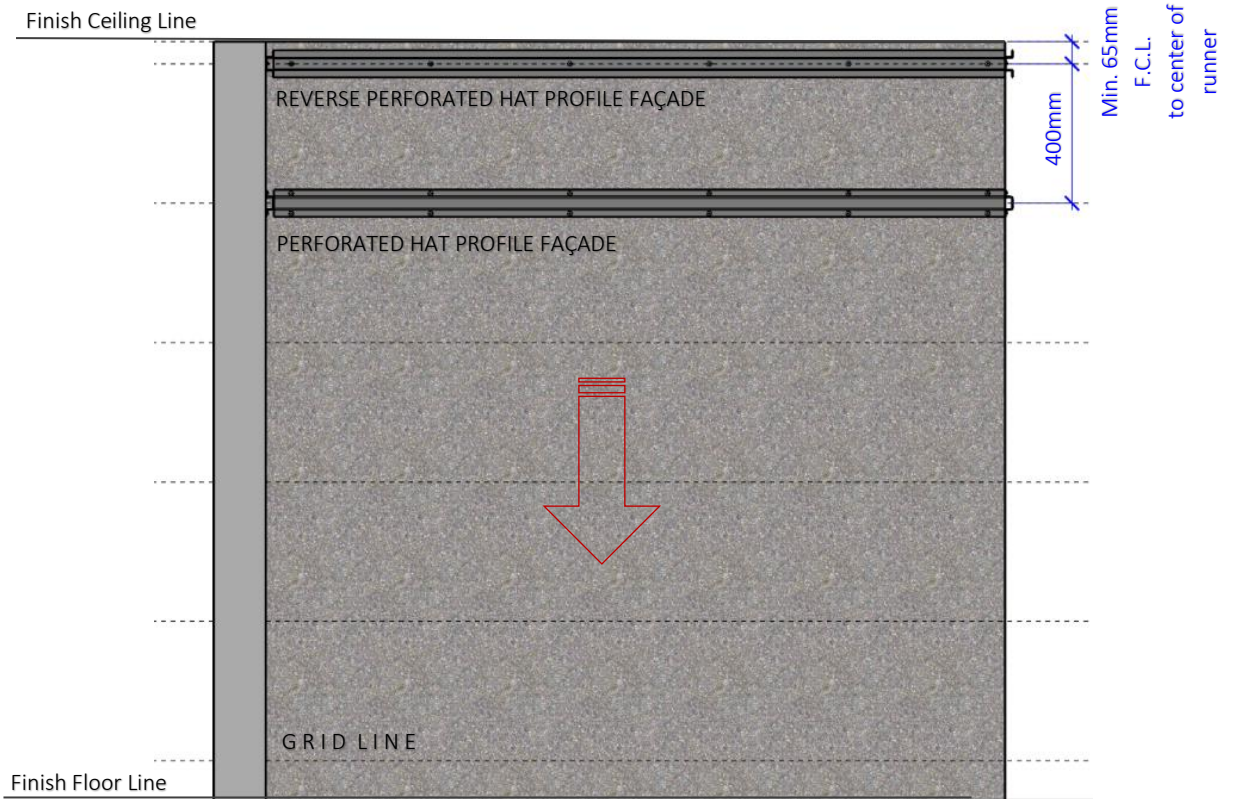 Finish Ceiling Line
Min. 65mm
F.C.L.
to center of
runner
REVERSE PERFORATED HAT PROFILE FAÇADE
400mm
PERFORATED HAT PROFILE FAÇADE
GRID LINE
Finish Floor Line